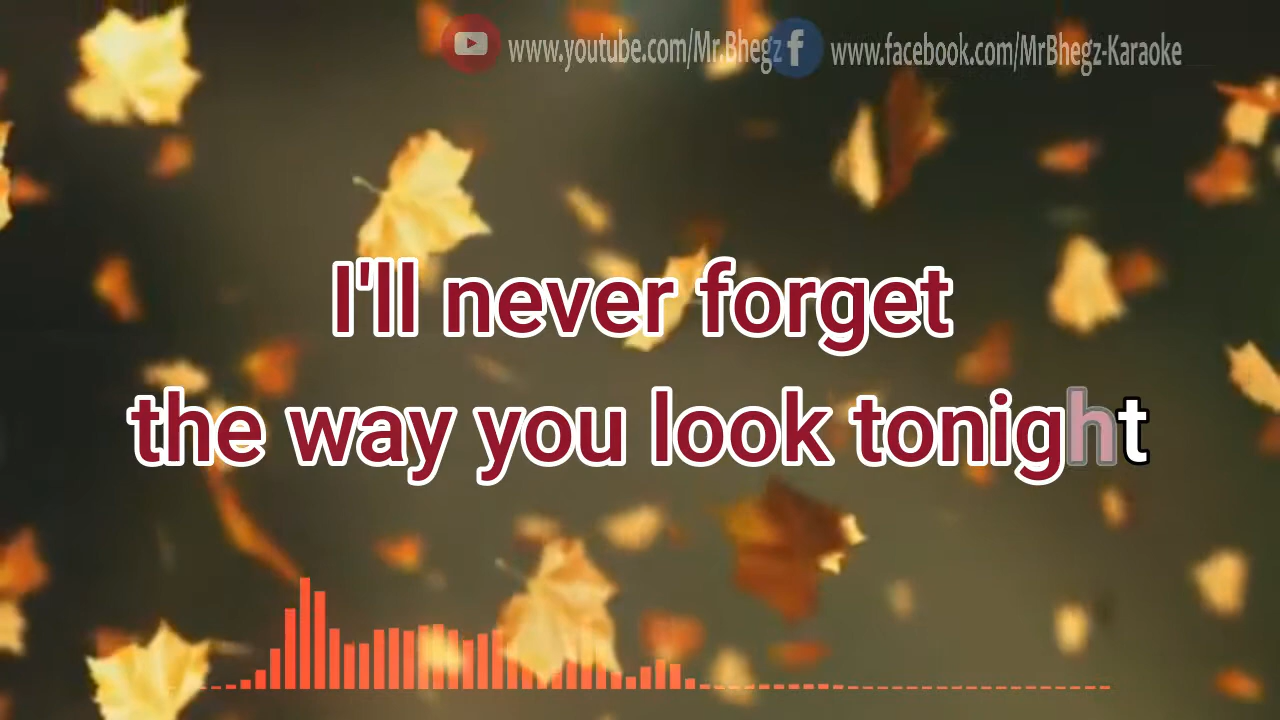 www.youtube.com/Mr.Bhegz www.facebook.com/MrBhegz-Karaoke
I'll never forget
the way you look tonight